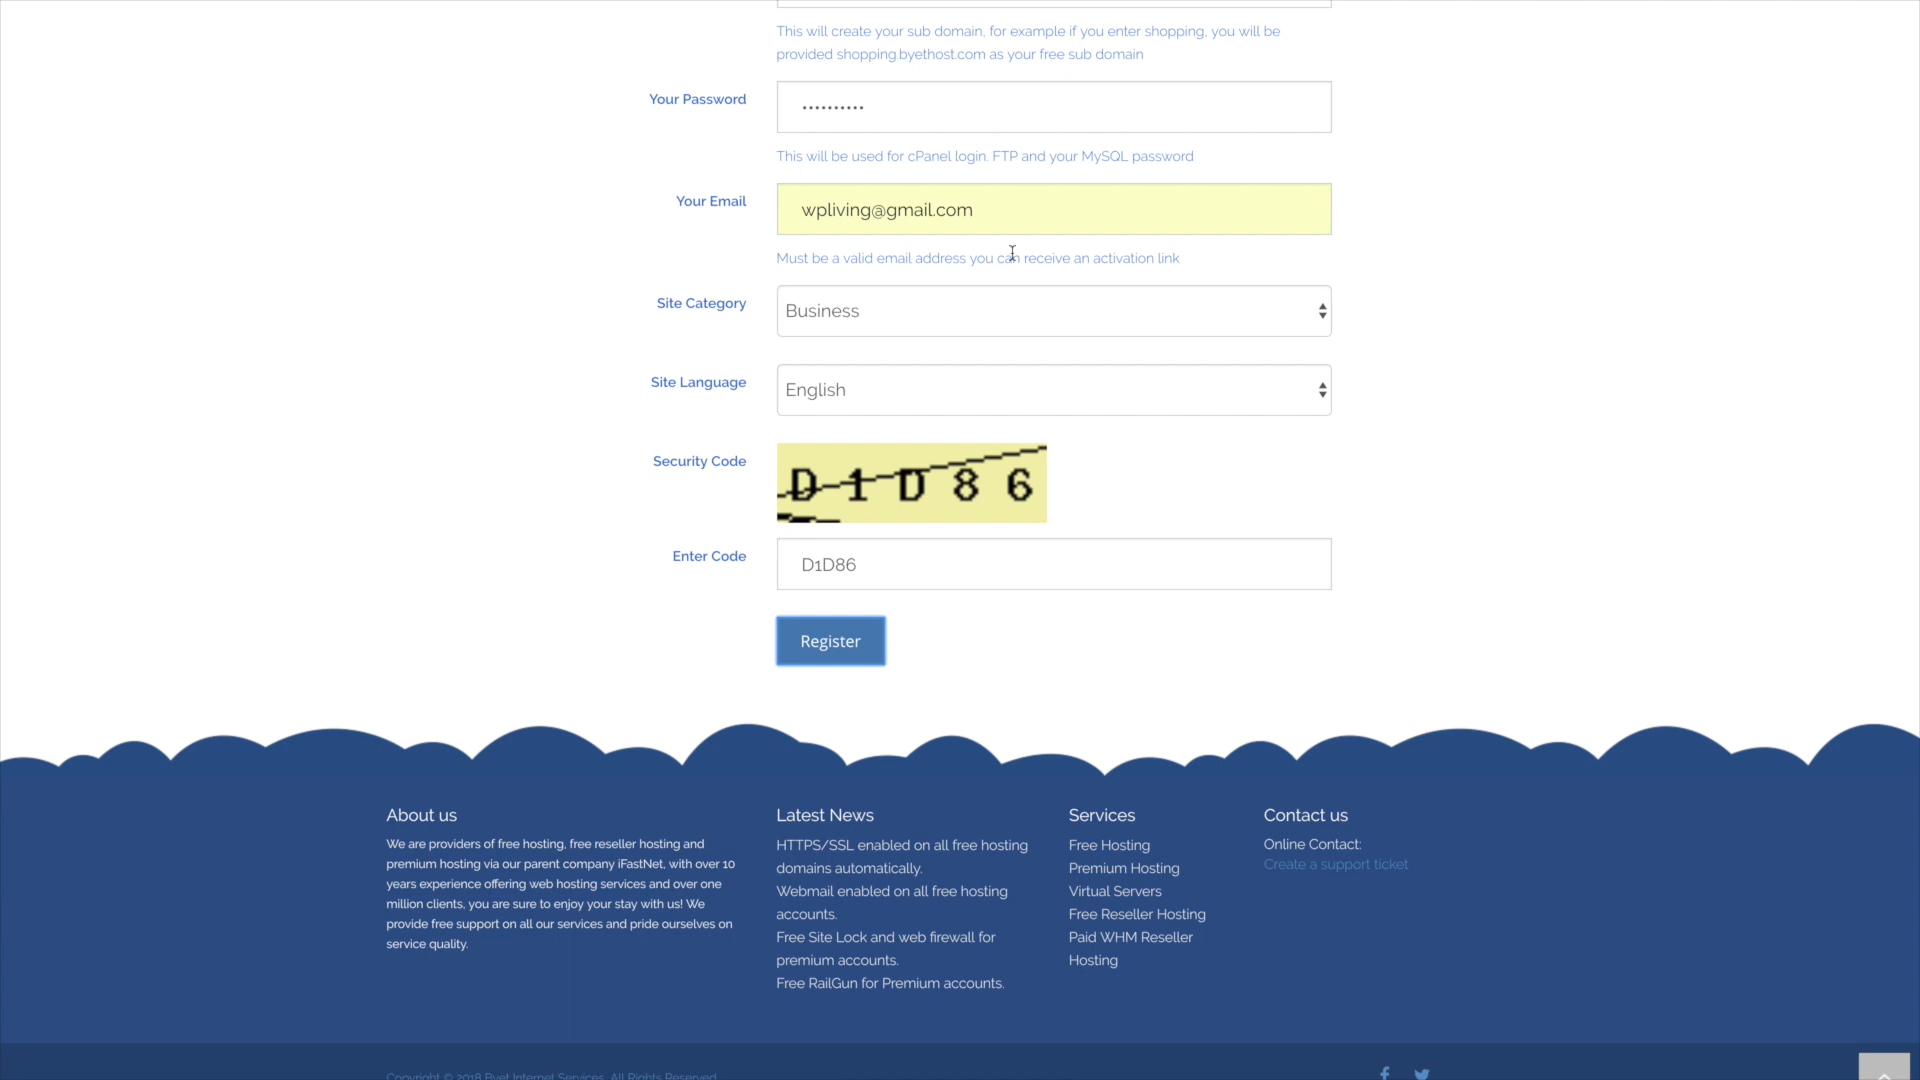 This will create your sub domain, for example if you enter shopping, you will be
provided shopping.byethost.com as your free sub domain
Your Password
••••••••••
This will be used for cPanel login. FTP and your MySQL password
Your Email
wpliving@gmail.com
Must be a valid email address you can receive an activation link
Site Category
Business
Site Language
English
Security Code
D 1 D 8 6
Enter Code
D1D86
Register
About us
We are providers of free hosting, free reseller hosting and
premium hosting via our parent company iFastNet, with over 10
years experience offering web hosting services and over one
million clients, you are sure to enjoy your stay with us! We
provide free support on all our services and pride ourselves on
service quality.
Latest News
HTTPS/SSL enabled on all free hosting
domains automatically.
Webmail enabled on all free hosting
accounts.
Free Site Lock and web firewall for
premium accounts.
Free RailGun for Premium accounts.
Services
Free Hosting
Premium Hosting
Virtual Servers
Free Reseller Hosting
Paid WHM Reseller
Hosting
Contact us
Online Contact:
Create a support ticket
Copyright © 2018 Byet Internet Services. All Rights Reserved